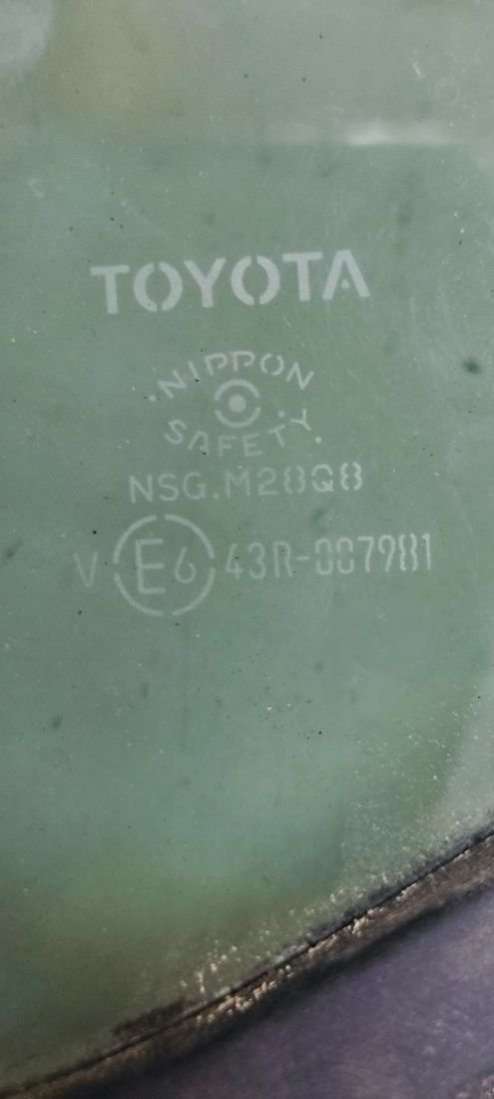 TOYOTA
NIPPON
SAFETY
NSG.M28Q8
V E6 43R-007981